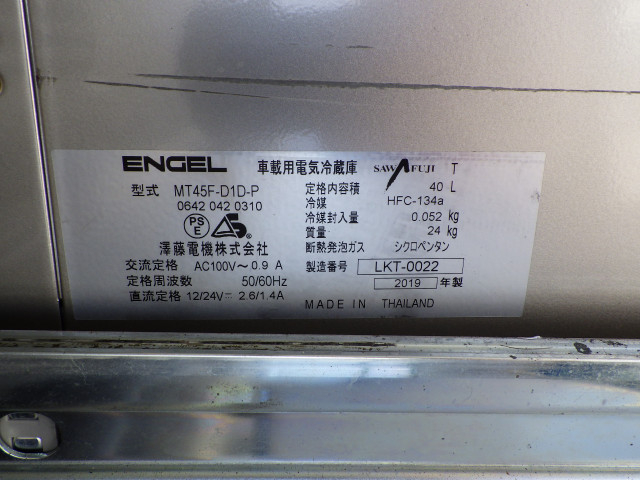 ENGEL 車載用電気冷蔵庫 SAWAFUJI T
型式 MT45F-D1D-P
0642 042 0310
PSE
澤藤電機株式会社
交流定格 AC100V～0.9 A
定格周波数 50/60Hz
直流定格 12/24V⎓ 2.6/1.4A
定格内容積 40 L
冷媒 HFC-134a
冷媒封入量 0.052 kg
質量 24 kg
断熱発泡ガス シクロペンタン
製造番号 LKT-0022
2019 年製
MADE IN THAILAND